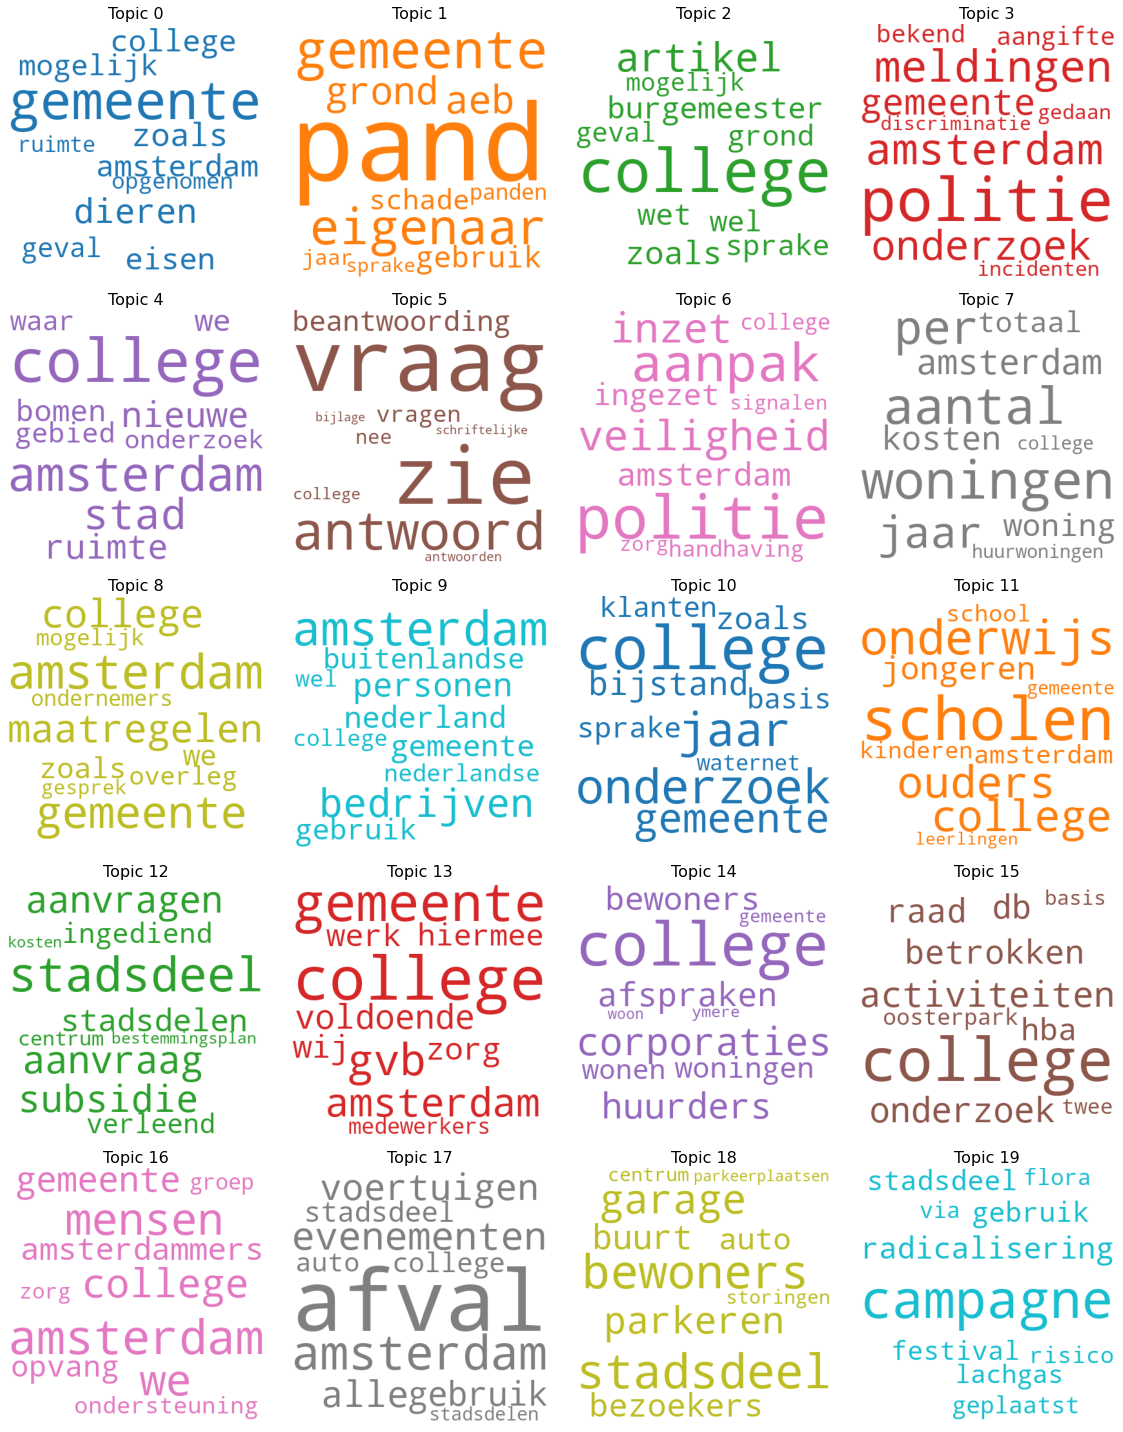 Topic 0
college
mogelijk
gemeente
zoals
ruimte
amsterdam
opgenomen
dieren
geval
eisen
Topic 1
gemeente
grond aeb
pand
schade panden
eigenaar
jaar
sprake gebruik
Topic 2
artikel
mogelijk
burgemeester
geval grond
college
wet wel
zoals sprake
Topic 3
bekend aangifte
meldingen
gemeente gedaan
discriminatie
amsterdam
politie
onderzoek
incidenten
Topic 4
waar we
college
bomen nieuwe
gebied onderzoek
amsterdam
stad
ruimte
Topic 5
beantwoording
vraag
bijlage vragen
nee schriftelijke
zie
college
antwoord
antwoorden
Topic 6
inzet college
aanpak
ingezet signalen
veiligheid
amsterdam
politie
zorg handhaving
Topic 7
per totaal
amsterdam
aantal
kosten college
woningen
jaar woning
huurwoningen
Topic 8
college
mogelijk
amsterdam
ondernemers
maatregelen
we
zoals overleg
gesprek
gemeente
Topic 9
amsterdam
buitenlandse
wel personen
nederland
college gemeente
nederlandse
bedrijven
gebruik
Topic 10
klanten zoals
college
bijstand basis
sprake jaar
waternet
onderzoek
gemeente
Topic 11
school
onderwijs
jongeren
gemeente
scholen
kinderen amsterdam
ouders
college
leerlingen
Topic 12
aanvragen
kosten ingediend
stadsdeel
stadsdelen
centrum bestemmingsplan
aanvraag
subsidie
verleend
Topic 13
gemeente
werk hiermee
college
voldoende
wij gvb zorg
amsterdam
medewerkers
Topic 14
bewoners
gemeente
college
afspraken
woon ymere
corporaties
wonen woningen
huurders
Topic 15
raad db basis
betrokken
activiteiten
oosterpark hba
college
onderzoek twee
Topic 16
gemeente groep
mensen
amsterdammers
zorg college
amsterdam
opvang we
ondersteuning
Topic 17
voertuigen
stadsdeel
evenementen
auto college
afval
amsterdam
allegebruik
stadsdelen
Topic 18
centrum parkeerplaatsen
garage
buurt auto
bewoners
storingen
parkeren
stadsdeel
bezoekers
Topic 19
stadsdeel flora
via gebruik
radicalisering
campagne
festival risico
lachgas
geplaatst